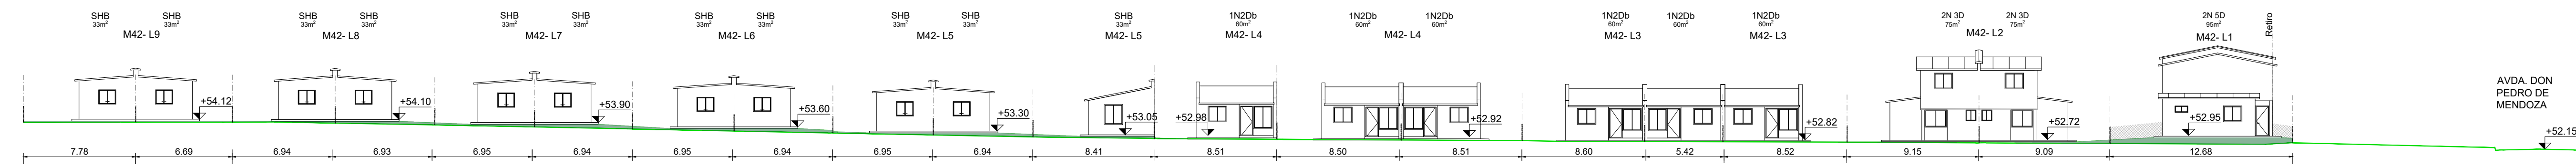 SHB SHB SHB SHB SHB SHB SHB SHB SHB SHB SHB 1N2Db 1N2Db 1N2Db 1N2Db 1N2Db 1N2Db 2N 3D 2N 3D 2N 5D
33m² 33m² 33m² 33m² 33m² 33m² 33m² 33m² 33m² 33m² 33m² 60m² 60m² 60m² 60m² 60m² 60m² 75m² 75m² 95m²
Retiro
M42- L9 M42- L8 M42- L7 M42- L6 M42- L5 M42- L5 M42- L4 M42- L4 M42- L3 M42- L3 M42- L2 M42- L1
AVDA. DON
PEDRO DE
MENDOZA
+54.12 +54.10 +53.90 +53.60 +53.30 +53.05 +52.98 +52.92 +52.82 +52.72 +52.95 +52.15
7.78 6.69 6.94 6.93 6.95 6.94 6.95 6.94 6.95 6.94 8.41 8.51 8.50 8.51 8.60 5.42 8.52 9.15 9.09 12.68